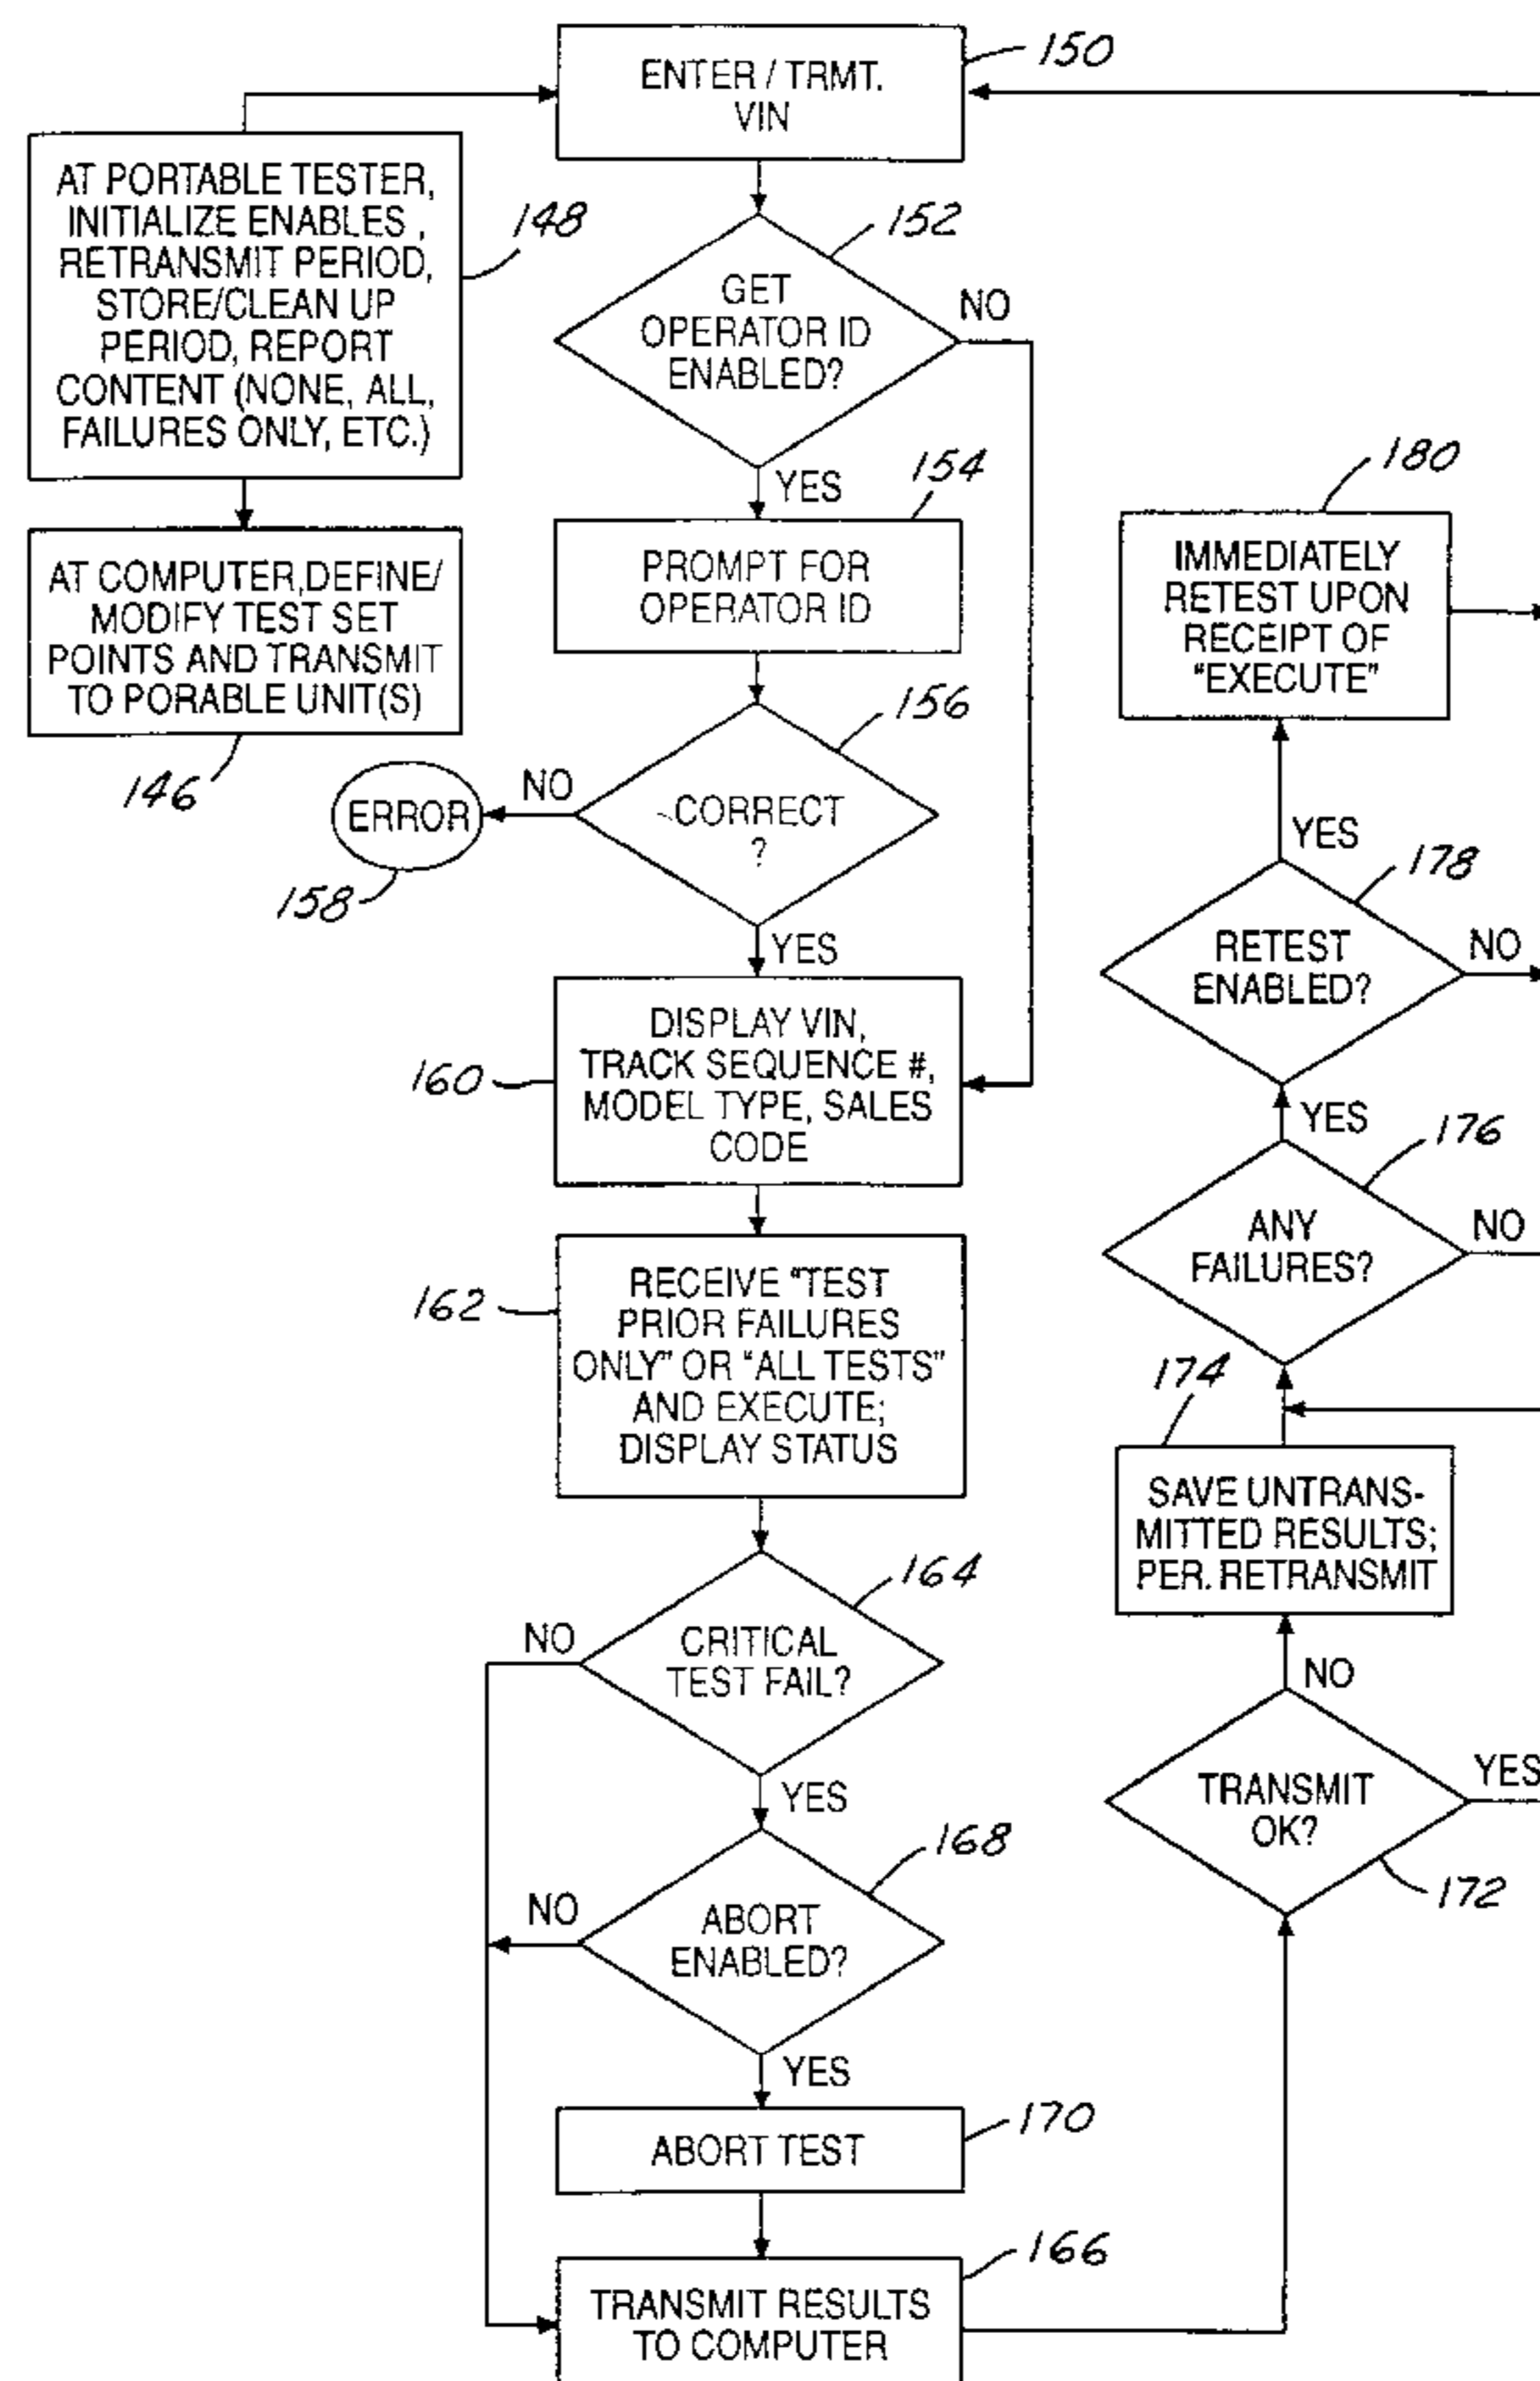 ENTER / TRMT.
VIN
150
AT PORTABLE TESTER,
INITIALIZE ENABLES ,
RETRANSMIT PERIOD,
STORE/CLEAN UP
PERIOD, REPORT
CONTENT (NONE, ALL,
FAILURES ONLY, ETC.)
148
AT COMPUTER,DEFINE/
MODIFY TEST SET
POINTS AND TRANSMIT
TO PORABLE UNIT(S)
146
GET
OPERATOR ID
ENABLED?
152
NO
YES
PROMPT FOR
OPERATOR ID
154
CORRECT
?
156
NO
ERROR
158
YES
DISPLAY VIN,
TRACK SEQUENCE #,
MODEL TYPE, SALES
CODE
160
RECEIVE "TEST
PRIOR FAILURES
ONLY" OR "ALL TESTS"
AND EXECUTE;
DISPLAY STATUS
162
CRITICAL
TEST FAIL?
164
NO
YES
ABORT
ENABLED?
168
NO
YES
ABORT TEST
170
TRANSMIT RESULTS
TO COMPUTER
166
TRANSMIT
OK?
172
YES
NO
SAVE UNTRANS-
MITTED RESULTS;
PER. RETRANSMIT
174
ANY
FAILURES?
176
NO
YES
RETEST
ENABLED?
178
NO
YES
IMMEDIATELY
RETEST UPON
RECEIPT OF
"EXECUTE"
180